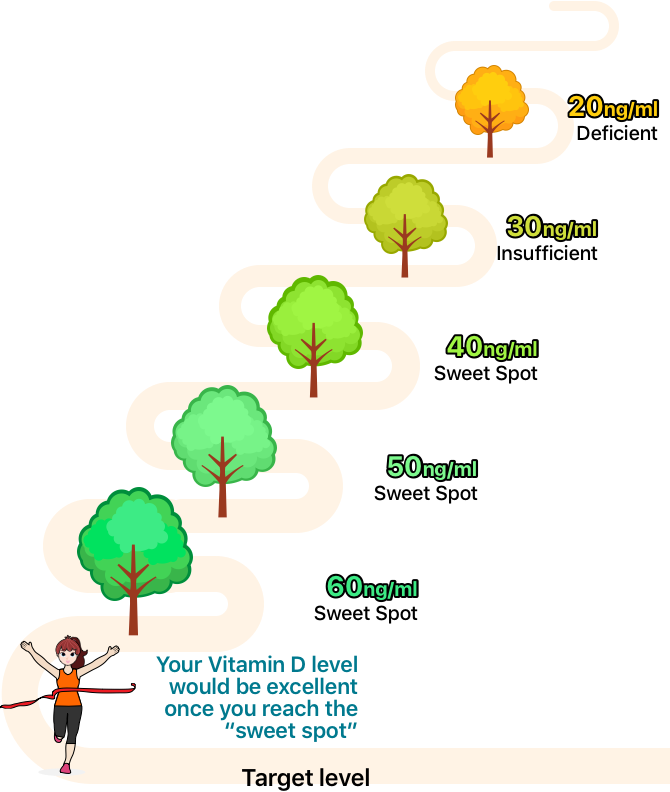 20ng/ml
Deficient
30ng/ml
Insufficient
40ng/ml
Sweet Spot
50ng/ml
Sweet Spot
60ng/ml
Sweet Spot
Your Vitamin D level
would be excellent
once you reach the
“sweet spot”
Target level